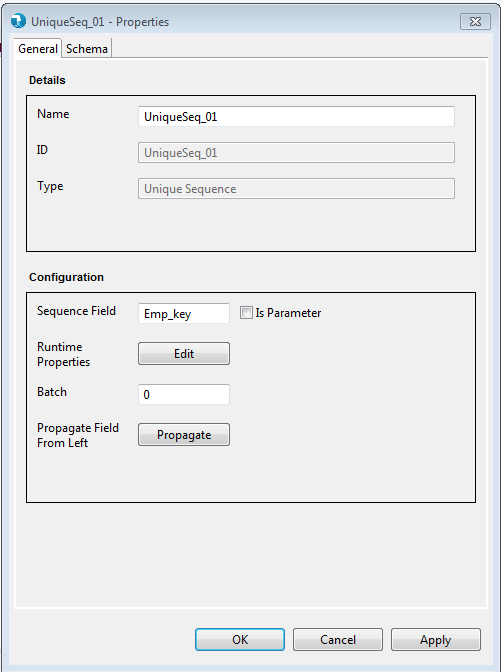 UniqueSeq_01 - Properties
General Schema
Details
Name UniqueSeq_01
ID UniqueSeq_01
Type Unique Sequence
Configuration
Sequence Field Emp_key Is Parameter
Runtime
Properties Edit
Batch 0
Propagate Field
From Left Propagate
OK Cancel Apply